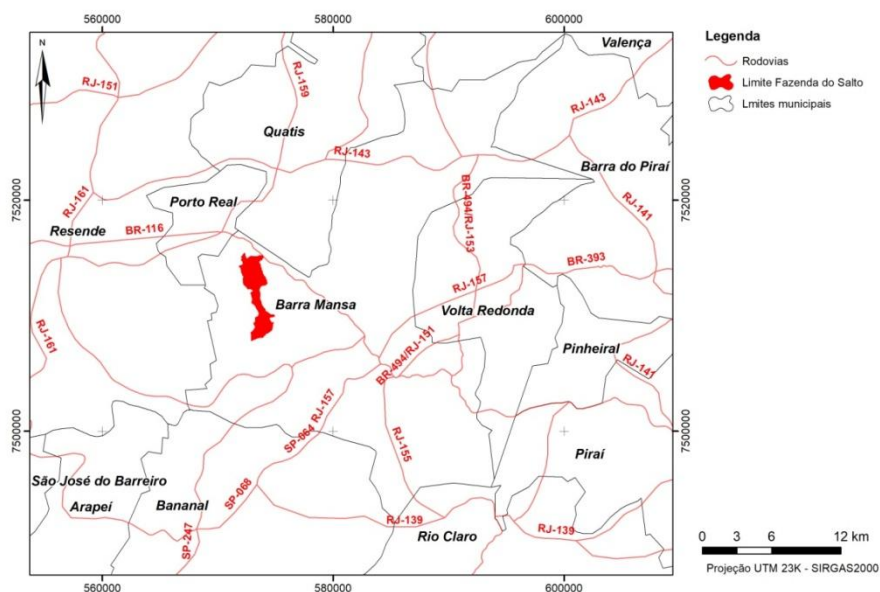 560000
580000
600000
N
Valença
Legenda
Rodovias
Limite Fazenda do Salto
Lmites municipais
RJ-151
RJ-159
RJ-143
Quatis
RJ-143
Barra do Piraí
BR-494/RJ-153
RJ-161
Porto Real
RJ-141
7520000
7520000
Resende
BR-116
BR-393
RJ-157
Barra Mansa
Volta Redonda
RJ-161
BR-494/RJ-151
Pinheiral
RJ-141
RJ-157
SP-064
RJ-155
7500000
7500000
Piraí
São José do Barreiro
SP-068
Arapeí
Bananal
RJ-139
RJ-139
Rio Claro
SP-247
0 3 6 12 km
Projeção UTM 23K - SIRGAS2000
560000
580000
600000